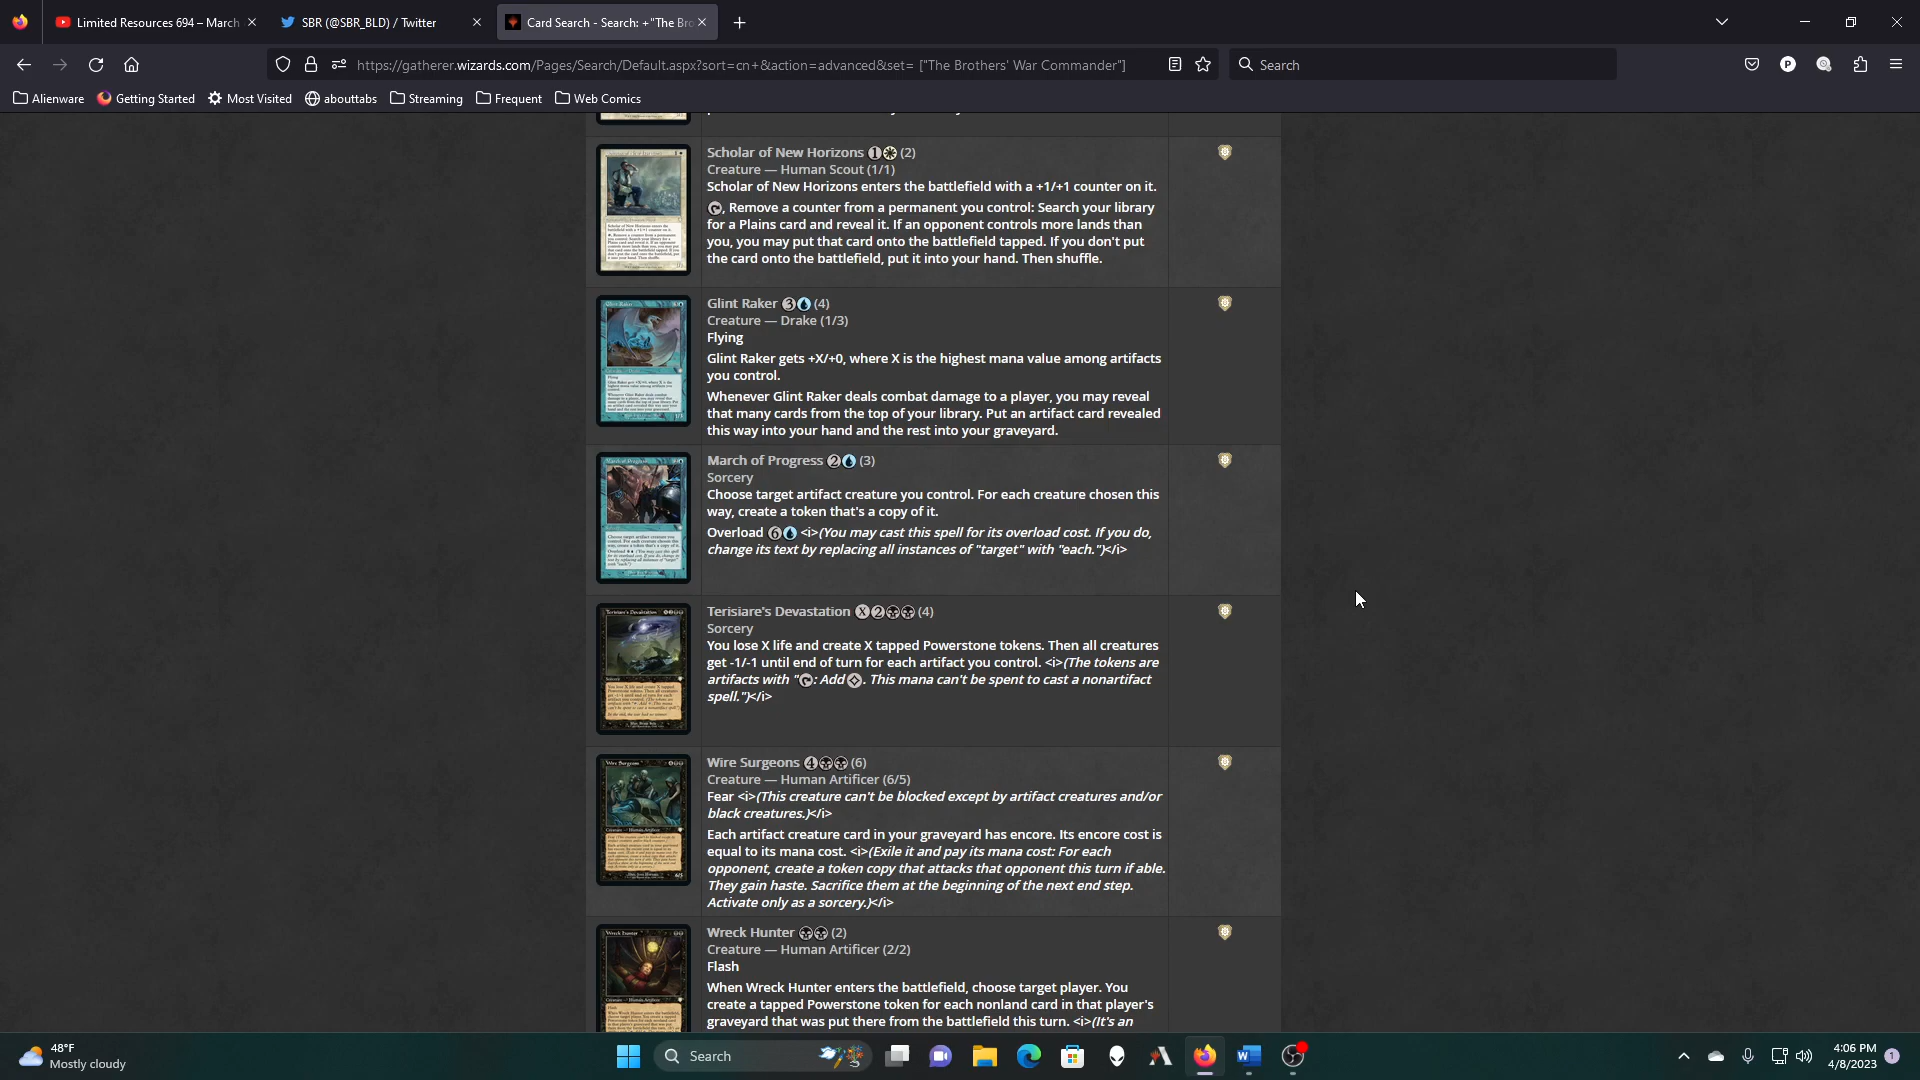 Limited Resources 694 – March
SBR (@SBR_BLD) / Twitter
Card Search - Search: +"The Bro
https://gatherer.wizards.com/Pages/Search/Default.aspx?sort=cn+&action=advanced&set= ["The Brothers' War Commander"]
Search
Alienware
Getting Started
Most Visited
abouttabs
Streaming
Frequent
Web Comics
Scholar of New Horizons 1 (2)
Creature — Human Scout (1/1)
Scholar of New Horizons enters the battlefield with a +1/+1 counter on it.
, Remove a counter from a permanent you control: Search your library
for a Plains card and reveal it. If an opponent controls more lands than
you, you may put that card onto the battlefield tapped. If you don't put
the card onto the battlefield, put it into your hand. Then shuffle.
Glint Raker 3 (4)
Creature — Drake (1/3)
Flying
Glint Raker gets +X/+0, where X is the highest mana value among artifacts
you control.
Whenever Glint Raker deals combat damage to a player, you may reveal
that many cards from the top of your library. Put an artifact card revealed
this way into your hand and the rest into your graveyard.
March of Progress 2 (3)
Sorcery
Choose target artifact creature you control. For each creature chosen this
way, create a token that's a copy of it.
Overload 6 <i>(You may cast this spell for its overload cost. If you do,
change its text by replacing all instances of "target" with "each.")</i>
Terisiare's Devastation X 2 (4)
Sorcery
You lose X life and create X tapped Powerstone tokens. Then all creatures
get -1/-1 until end of turn for each artifact you control. <i>(The tokens are
artifacts with ": Add . This mana can't be spent to cast a nonartifact
spell.")</i>
Wire Surgeons 4 (6)
Creature — Human Artificer (6/5)
Fear <i>(This creature can't be blocked except by artifact creatures and/or
black creatures.)</i>
Each artifact creature card in your graveyard has encore. Its encore cost is
equal to its mana cost. <i>(Exile it and pay its mana cost: For each
opponent, create a token copy that attacks that opponent this turn if able.
They gain haste. Sacrifice them at the beginning of the next end step.
Activate only as a sorcery.)</i>
Wreck Hunter (2)
Creature — Human Artificer (2/2)
Flash
When Wreck Hunter enters the battlefield, choose target player. You
create a tapped Powerstone token for each nonland card in that player's
graveyard that was put there from the battlefield this turn. <i>(It's an
48°F
Mostly cloudy
Search
4:06 PM
4/8/2023
1